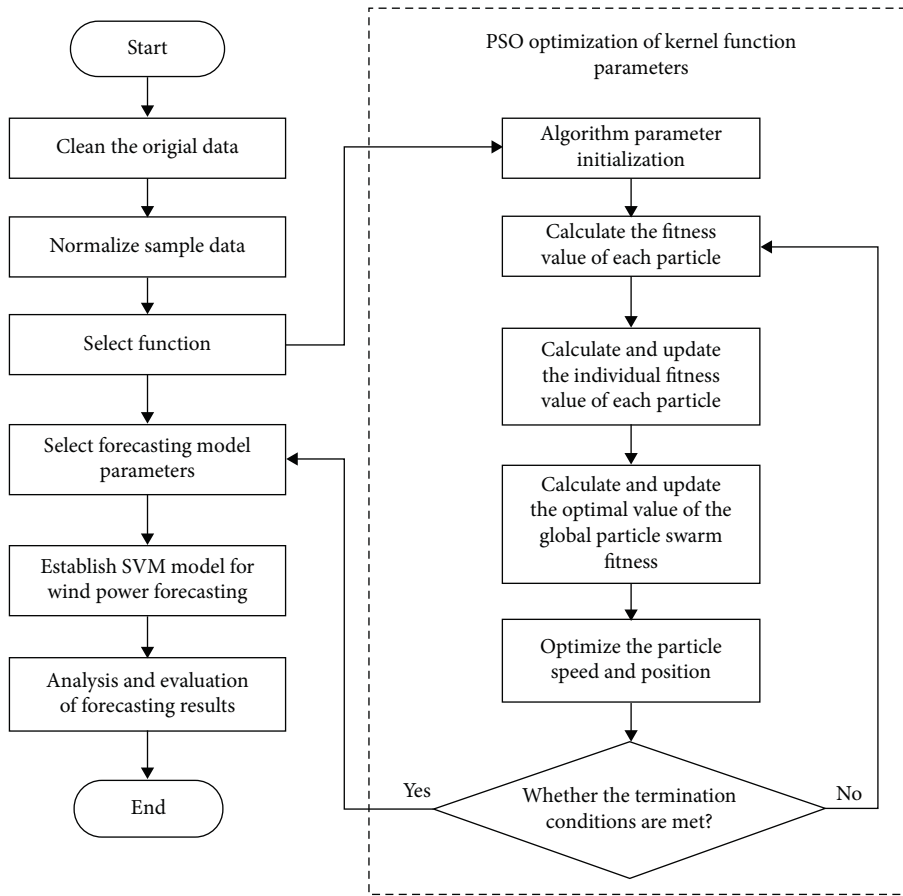 Start
Clean the origial data
Normalize sample data
Select function
Select forecasting model
parameters
Establish SVM model for
wind power forecasting
Analysis and evaluation
of forecasting results
End
PSO optimization of kernel function
parameters
Algorithm parameter
initialization
Calculate the fitness
value of each particle
Calculate and update
the individual fitness
value of each particle
Calculate and update
the optimal value of the
global particle swarm
fitness
Optimize the particle
speed and position
Whether the termination
conditions are met?
Yes
No